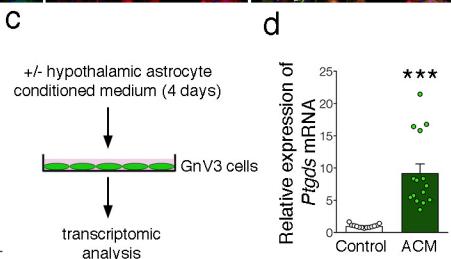 c
+/- hypothalamic astrocyte
conditioned medium (4 days)
GnV3 cells
transcriptomic
analysis
d
Relative expression of
Ptgds mRNA
25
20
15
10
5
0
***
Control
ACM